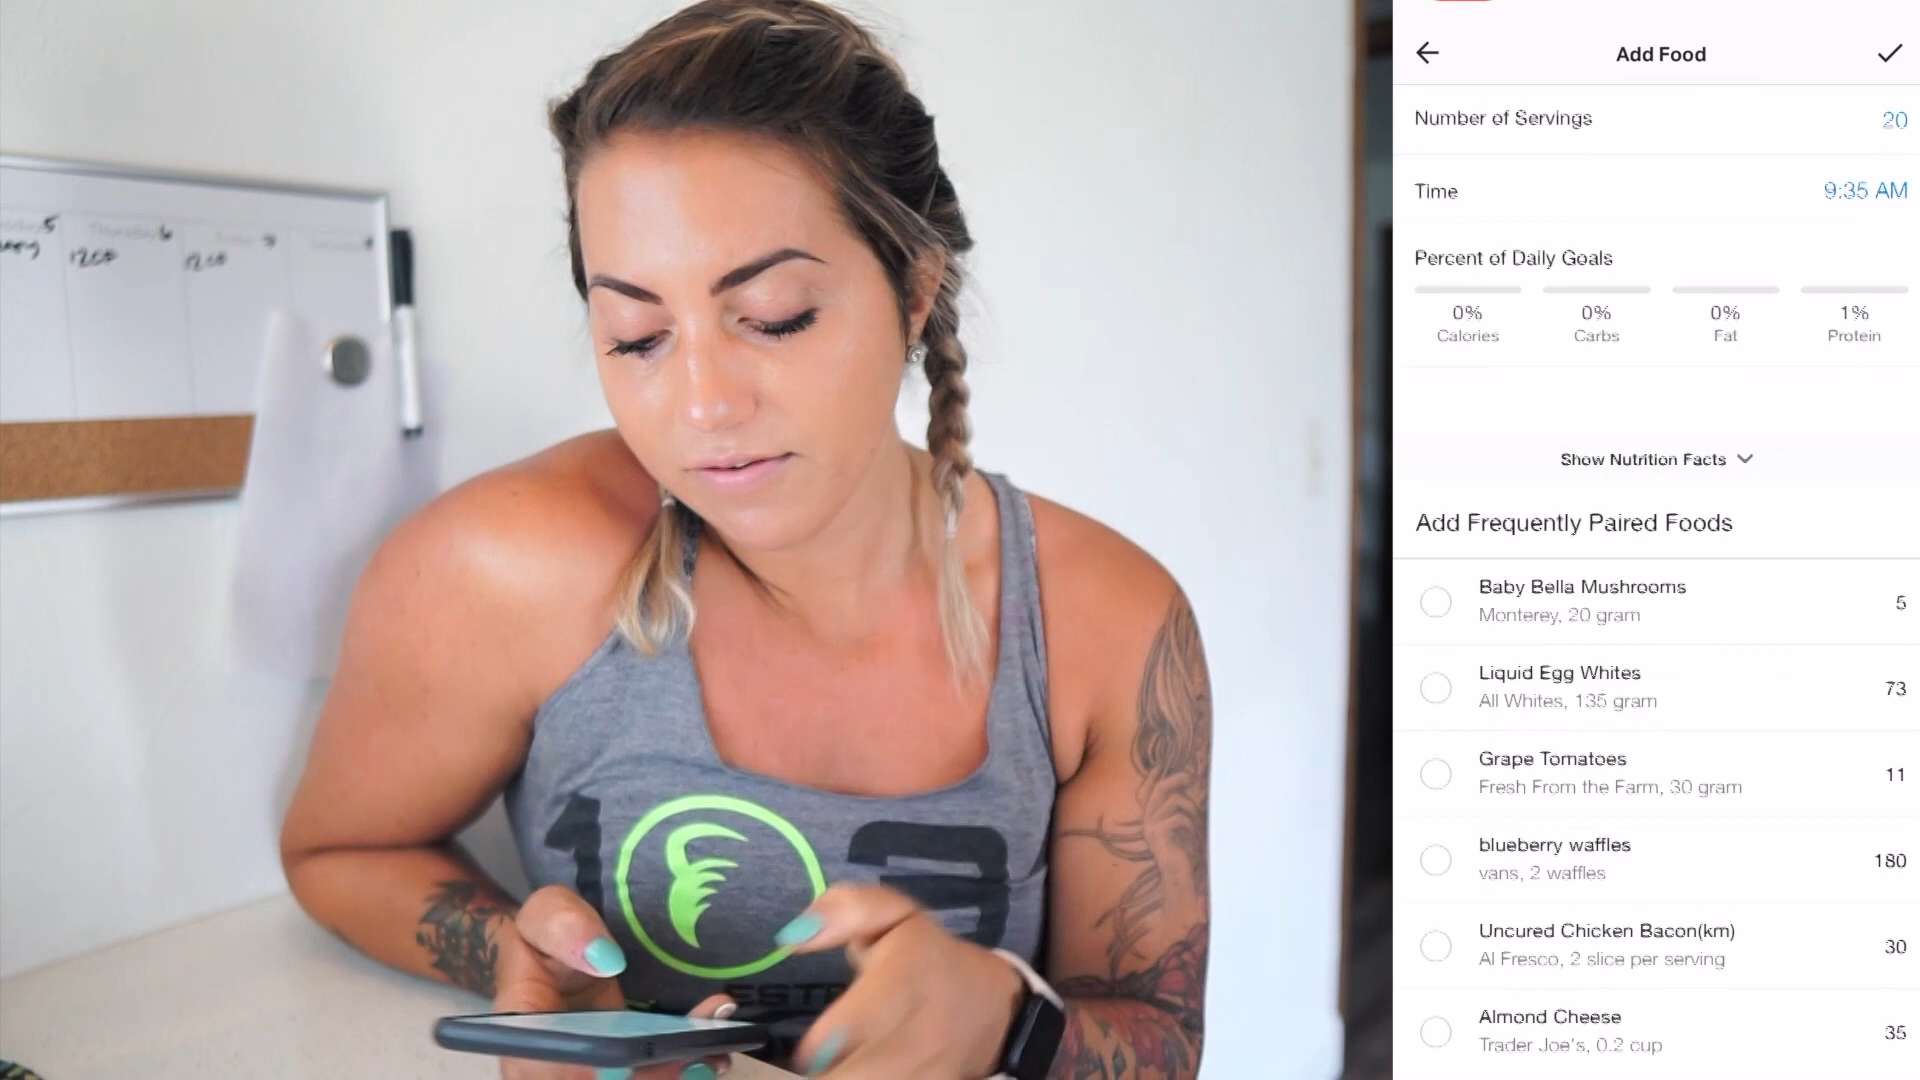 5
Thursday 6
1200
1200
ESTD
Add Food
Number of Servings
20
Time
9:35 AM
Percent of Daily Goals
0%
0%
0%
1%
Calories
Carbs
Fat
Protein
Show Nutrition Facts
Add Frequently Paired Foods
Baby Bella Mushrooms
Monterey, 20 gram
5
Liquid Egg Whites
All Whites, 135 gram
73
Grape Tomatoes
Fresh From the Farm, 30 gram
11
blueberry waffles
vans, 2 waffles
180
Uncured Chicken Bacon(km)
Al Fresco, 2 slice per serving
30
Almond Cheese
Trader Joe's, 0.2 cup
35